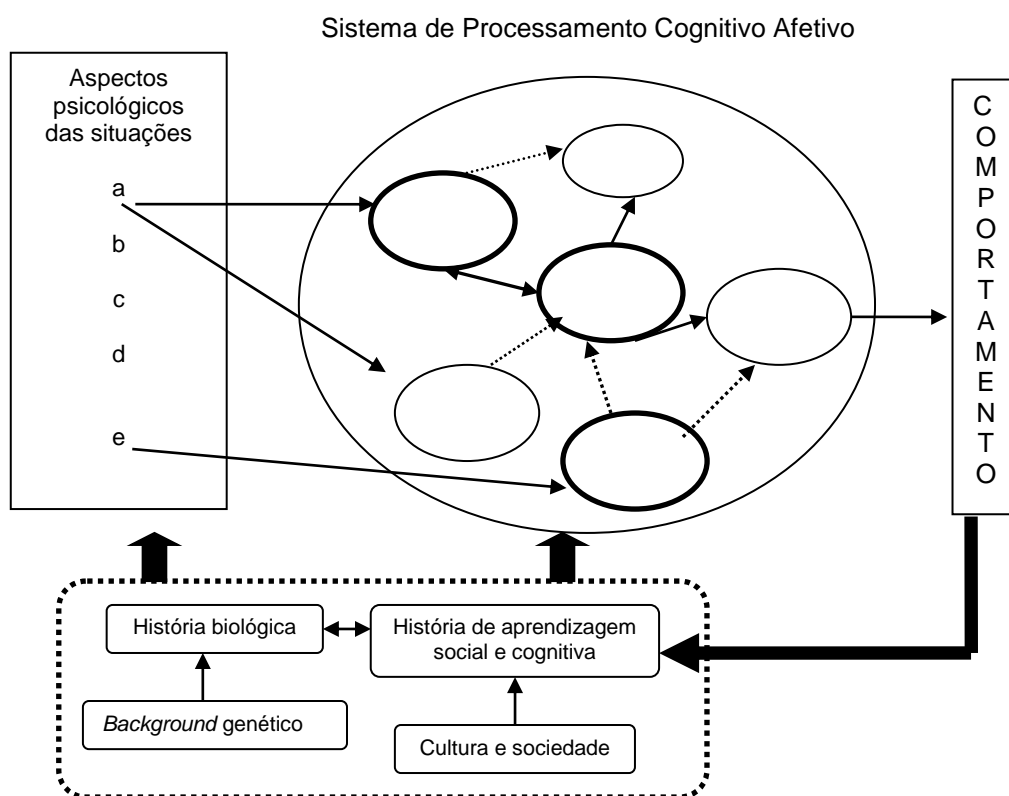 Sistema de Processamento Cognitivo Afetivo
Aspectos
psicológicos
das situações
a
b
c
d
e
C
O
M
P
O
R
T
A
M
E
N
T
O
História biológica
História de aprendizagem
social e cognitiva
Background genético
Cultura e sociedade